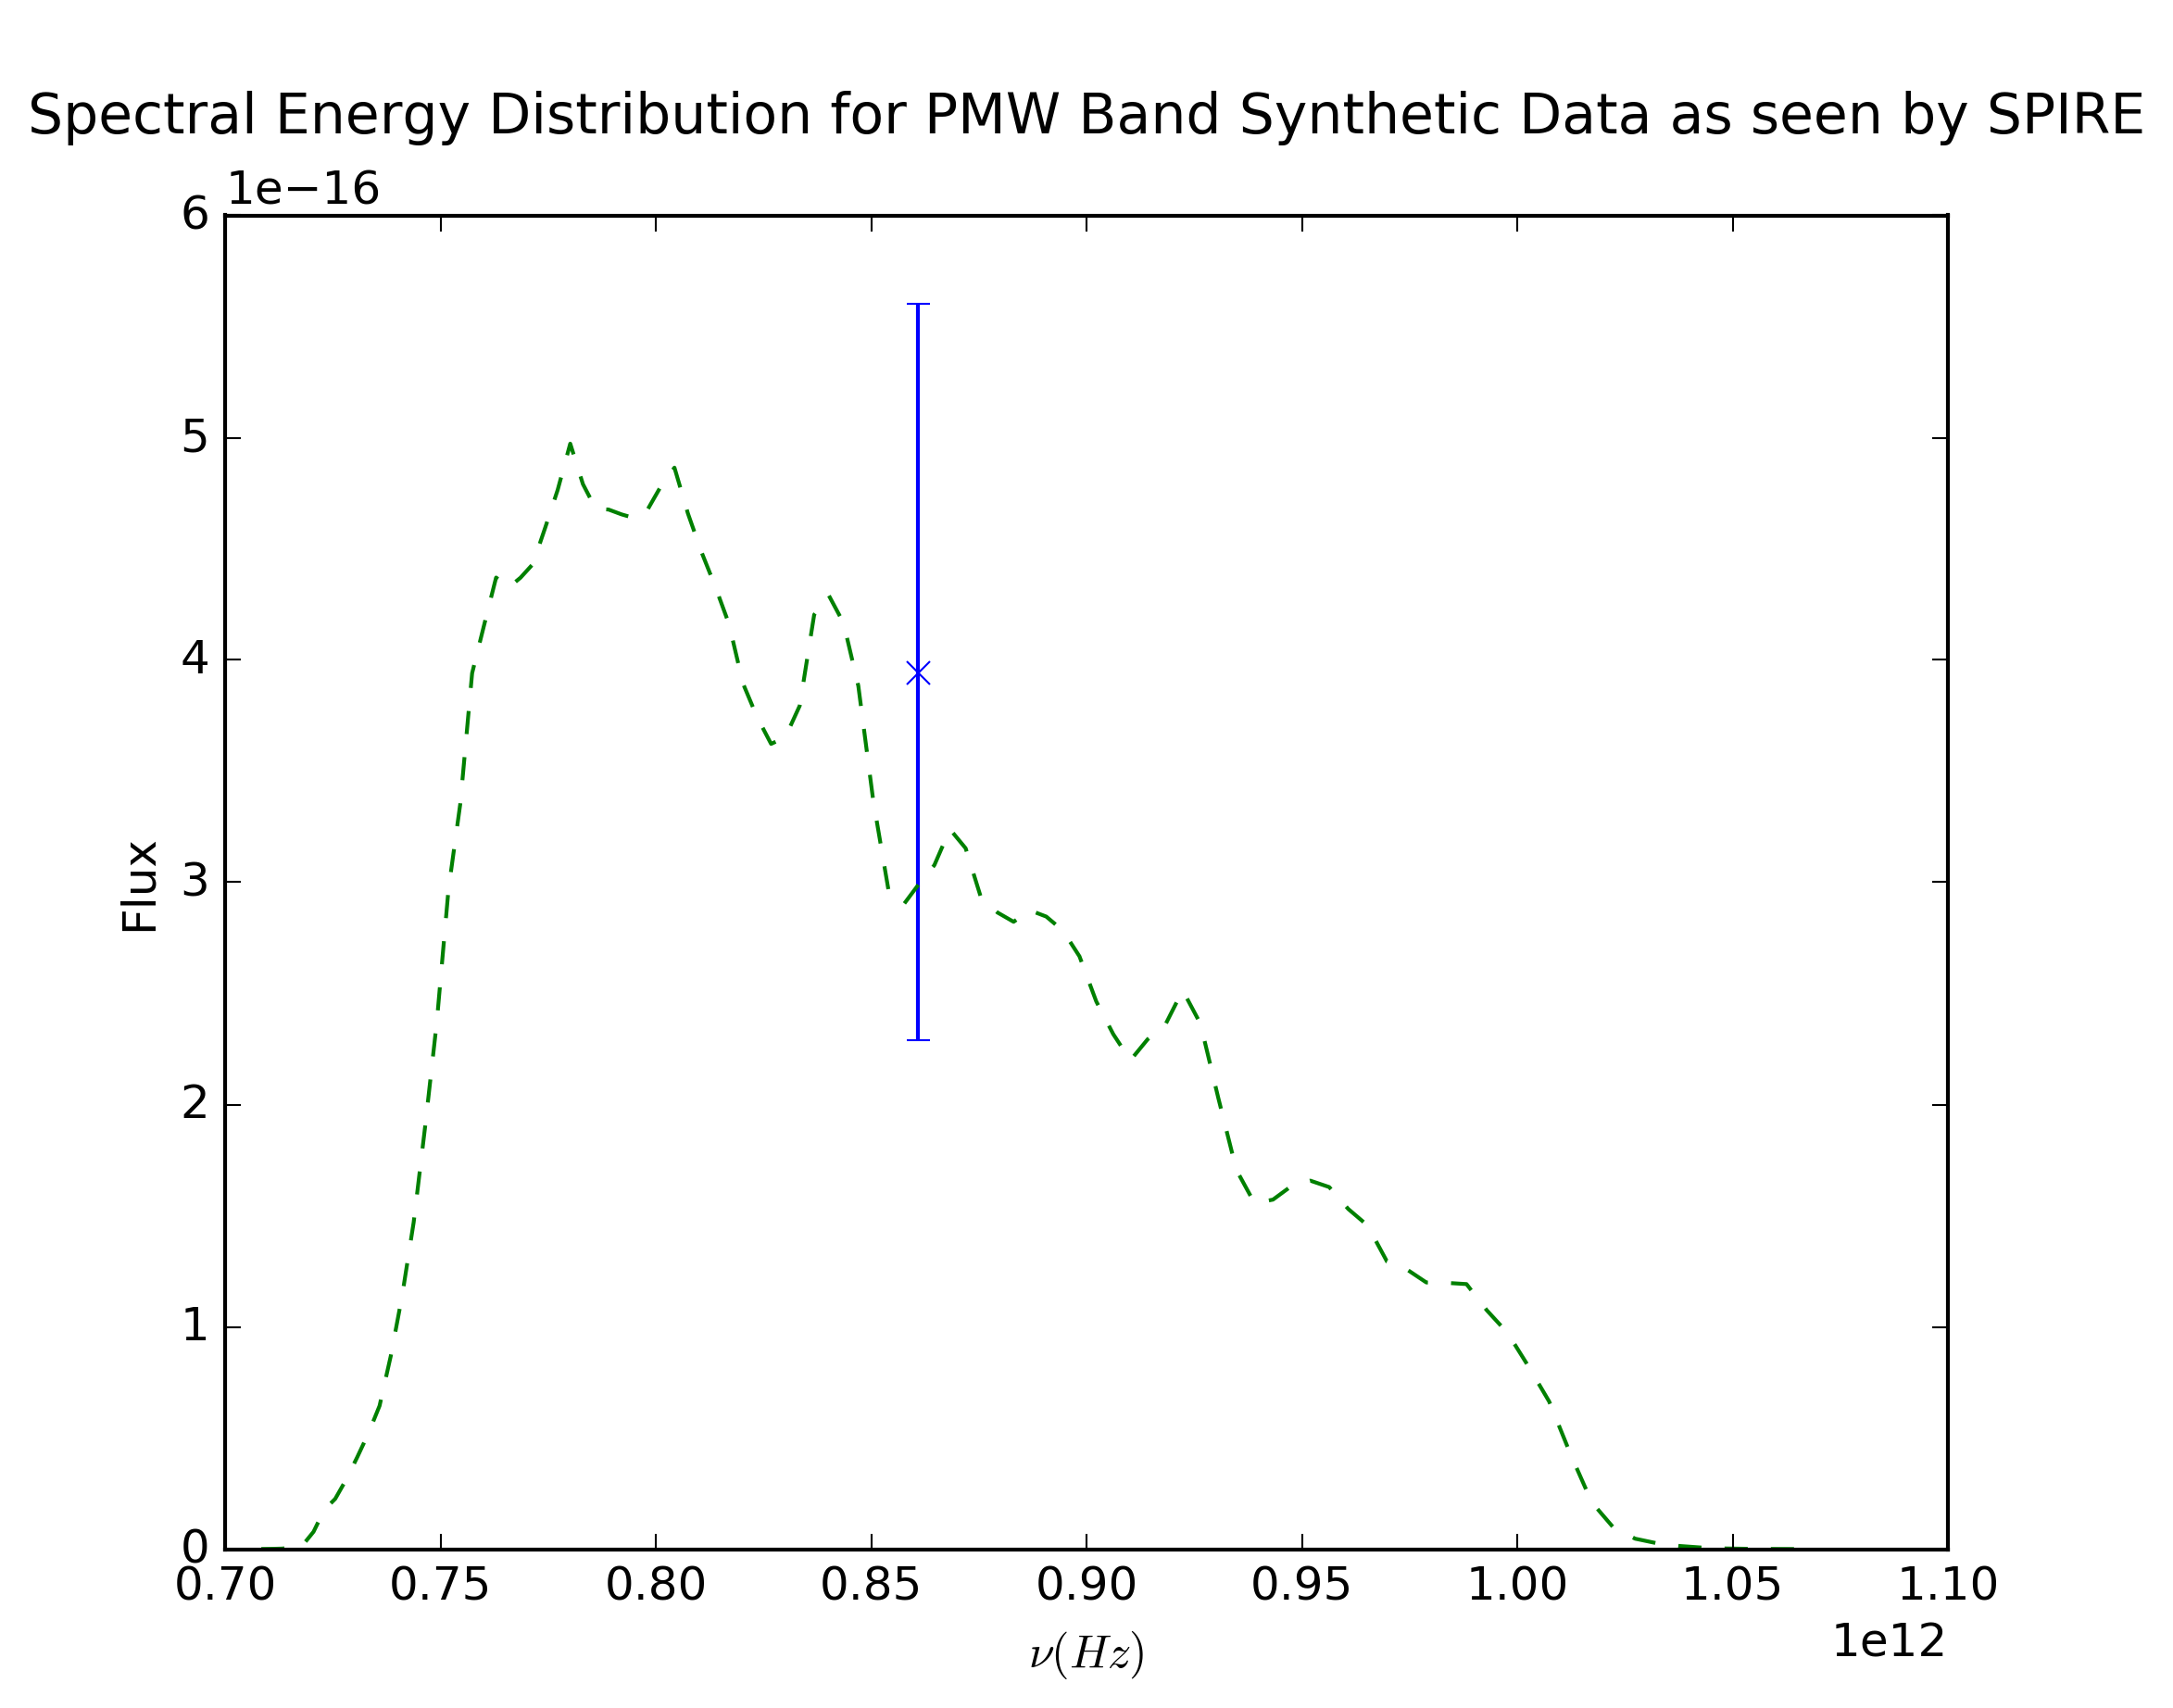 Spectral Energy Distribution for PMW Band Synthetic Data as seen by SPIRE
1e−16
6
5
4
3
2
1
0
Flux
0.70 0.75 0.80 0.85 0.90 0.95 1.00 1.05 1.10
1e12
ν(Hz)